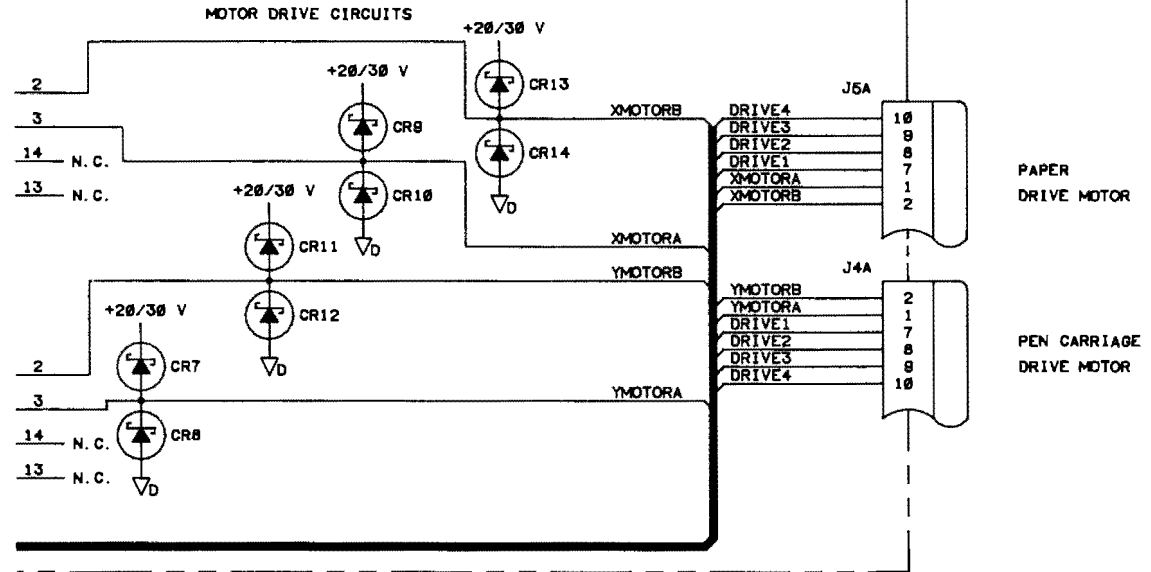 MOTOR DRIVE CIRCUITS
+20/30 V
CR13
CR14
D
+20/30 V
CR9
CR10
D
2
3
14 N.C.
13 N.C.
+20/30 V
CR11
CR12
D
+20/30 V
CR7
CR8
D
2
3
14 N.C.
13 N.C.
XMOTORB
XMOTORA
YMOTORB
YMOTORA
J5A
DRIVE4 10
DRIVE3 9
DRIVE2 8
DRIVE1 7
XMOTORA 1
XMOTORB 2
PAPER
DRIVE MOTOR
J4A
YMOTORB 2
YMOTORA 1
DRIVE1 7
DRIVE2 8
DRIVE3 9
DRIVE4 10
PEN CARRIAGE
DRIVE MOTOR